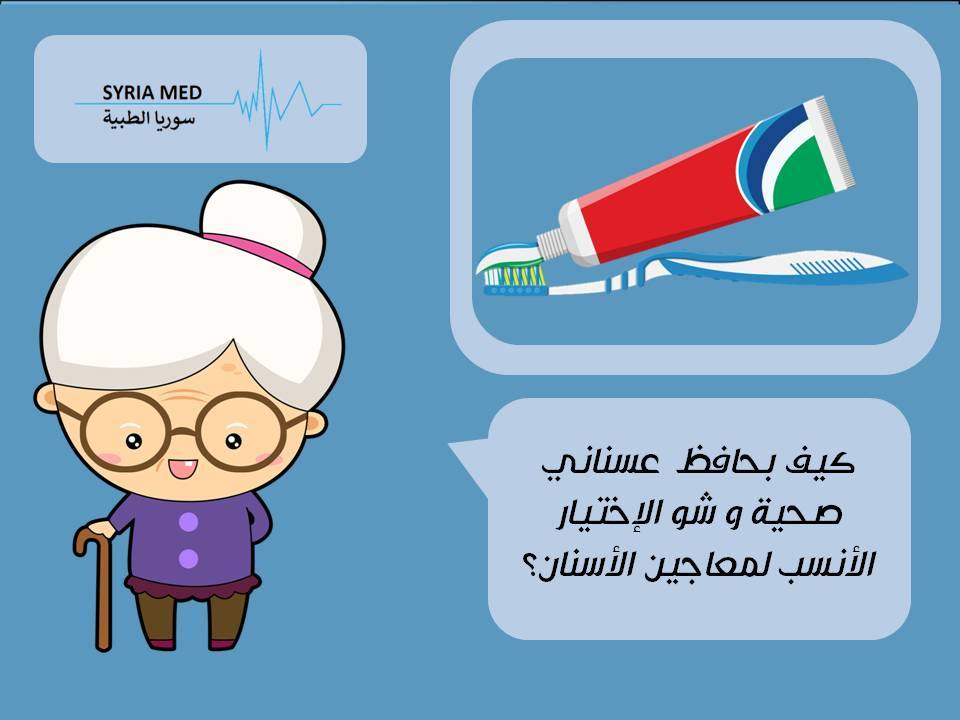 SYRIA MED
سوريا الطبية
كيف بحافظ عسناني
صحية و شو الإختيار
الأنسب لمعاجين الأسنان؟